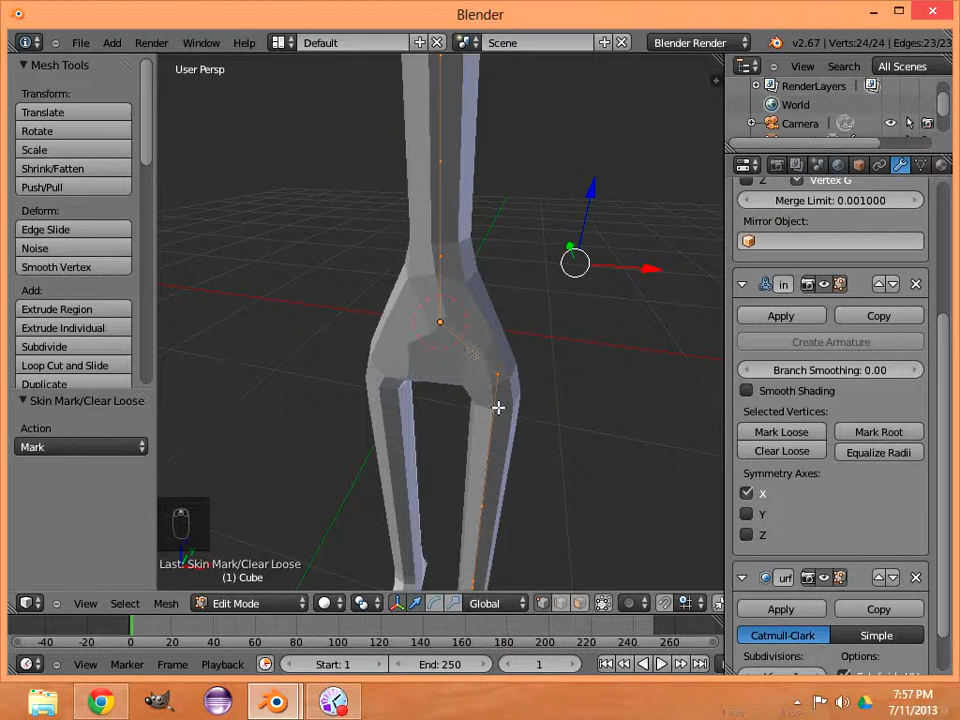 Blender
File Add Render Window Help Default Scene Blender Render v2.67 | Verts:24/24 | Edges:23/23
Mesh Tools
User Persp
View Search All Scenes
Transform:
Translate
Rotate
Scale
Shrink/Fatten
Push/Pull
Deform:
Edge Slide
Noise
Smooth Vertex
Add:
Extrude Region
Extrude Individual
Subdivide
Loop Cut and Slide
Duplicate
Skin Mark/Clear Loose
Action
Mark
RenderLayers
World
Camera
Z Vertex G
Merge Limit: 0.001000
Mirror Object:
in
Apply Copy
Create Armature
Branch Smoothing: 0.00
Smooth Shading
Selected Vertices:
Mark Loose Mark Root
Clear Loose Equalize Radii
Symmetry Axes:
X
Y
Z
urf
Apply Copy
Catmull-Clark Simple
Subdivisions: Options:
Last: Skin Mark/Clear Loose
(1) Cube
View Select Mesh Edit Mode Global
-40 -20 0 20 40 60 80 100 120 140 160 180 200 220 240 260
View Marker Frame Playback Start: 1 End: 250 1
7:57 PM
7/11/2013